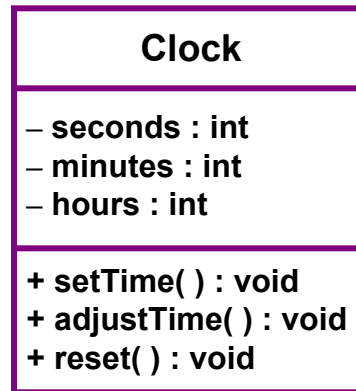 Clock
– seconds : int
– minutes : int
– hours : int
+ setTime( ) : void
+ adjustTime( ) : void
+ reset( ) : void